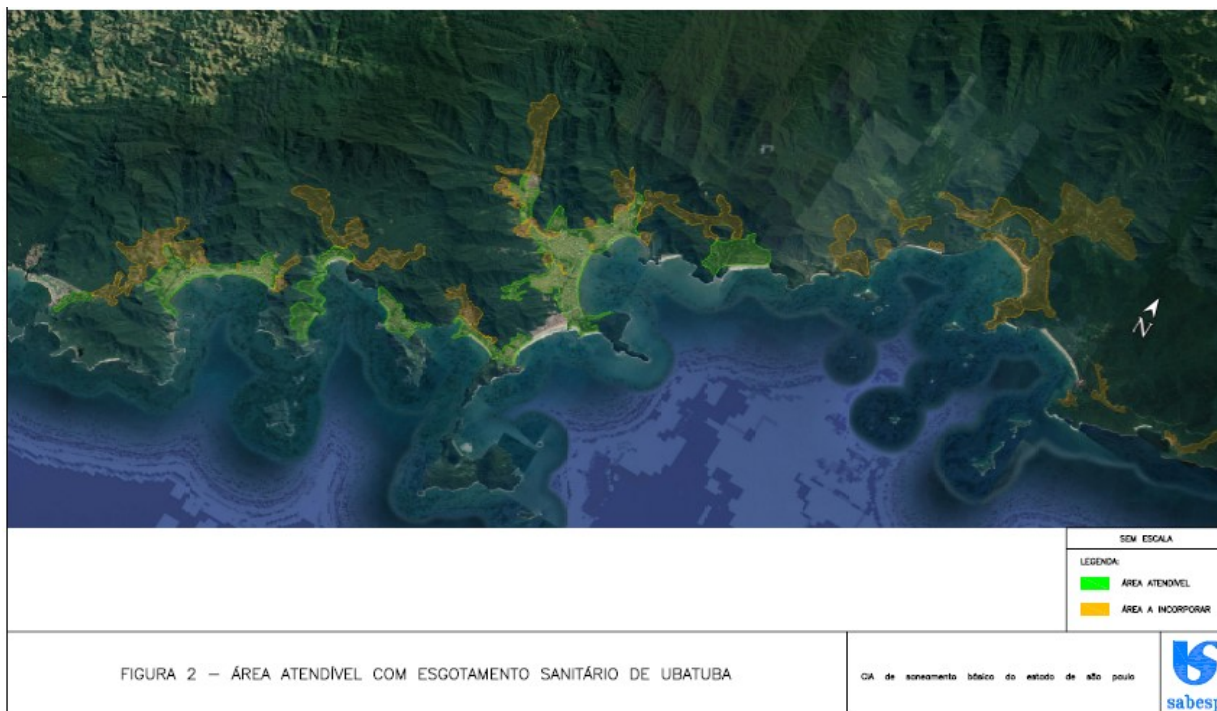 N
SEM ESCALA
LEGENDA:
ÁREA ATENDÍVEL
ÁREA A INCORPORAR
FIGURA 2 – ÁREA ATENDÍVEL COM ESGOTAMENTO SANITÁRIO DE UBATUBA
CIA de saneamento básico do estado de são paulo
sabesp